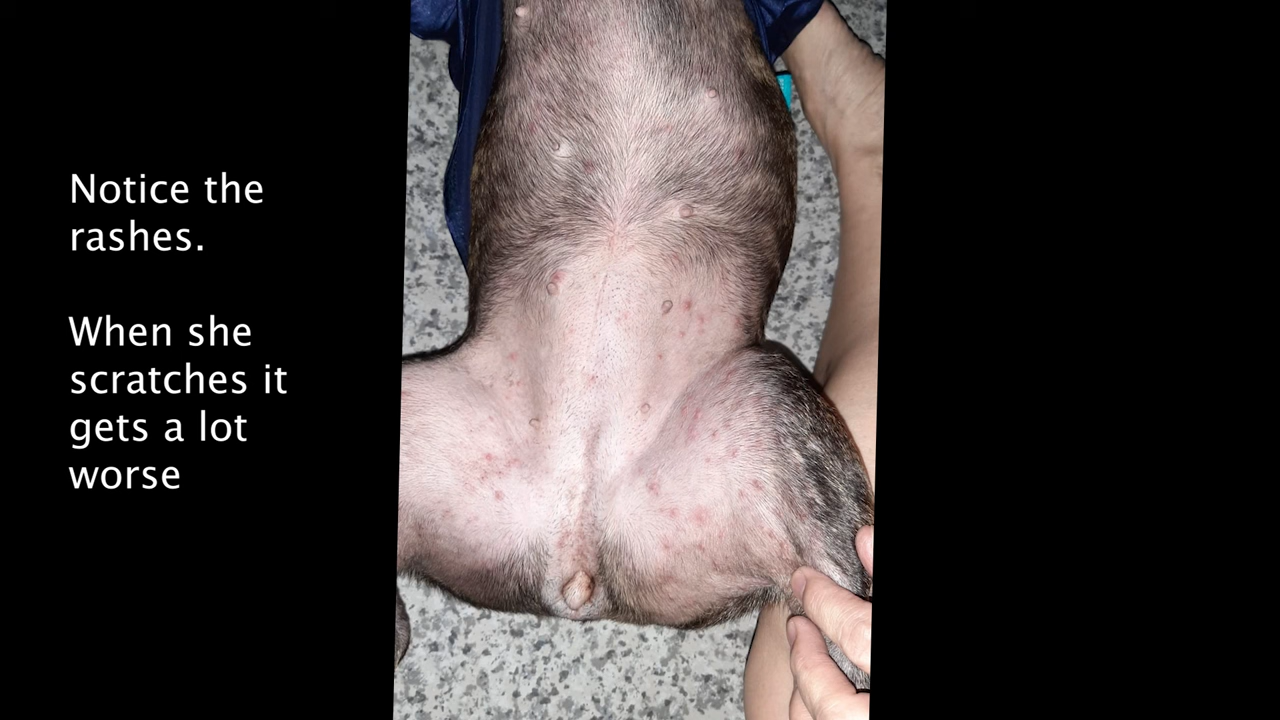 Notice the
rashes.
When she
scratches it
gets a lot
worse